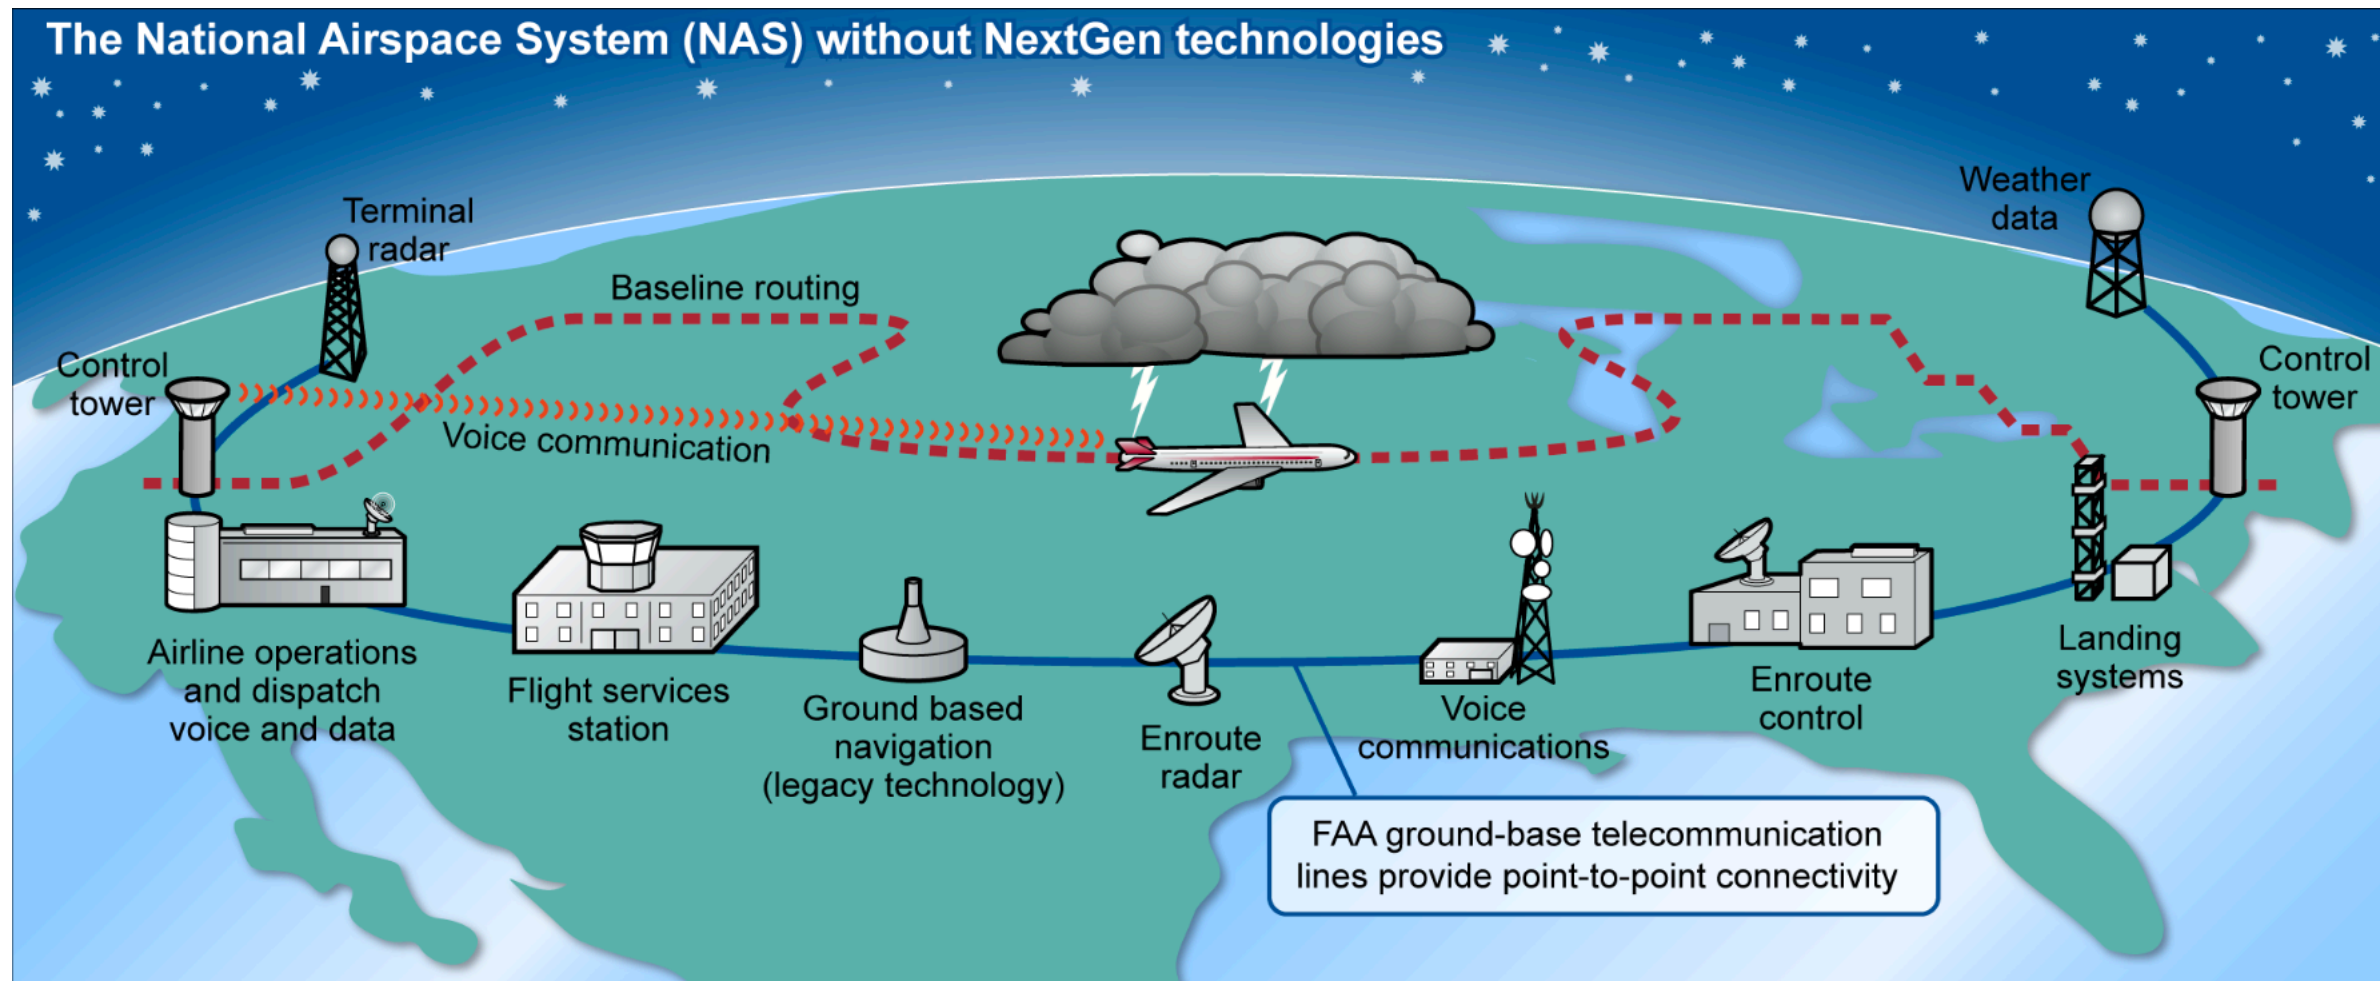 The National Airspace System (NAS) without NextGen technologies
Terminal
radar
Weather
data
Baseline routing
Control
tower
Control
tower
Voice communication
Airline operations
and dispatch
voice and data
Flight services
station
Ground based
navigation
(legacy technology)
Enroute
radar
Voice
communications
Enroute
control
Landing
systems
FAA ground-base telecommunication
lines provide point-to-point connectivity